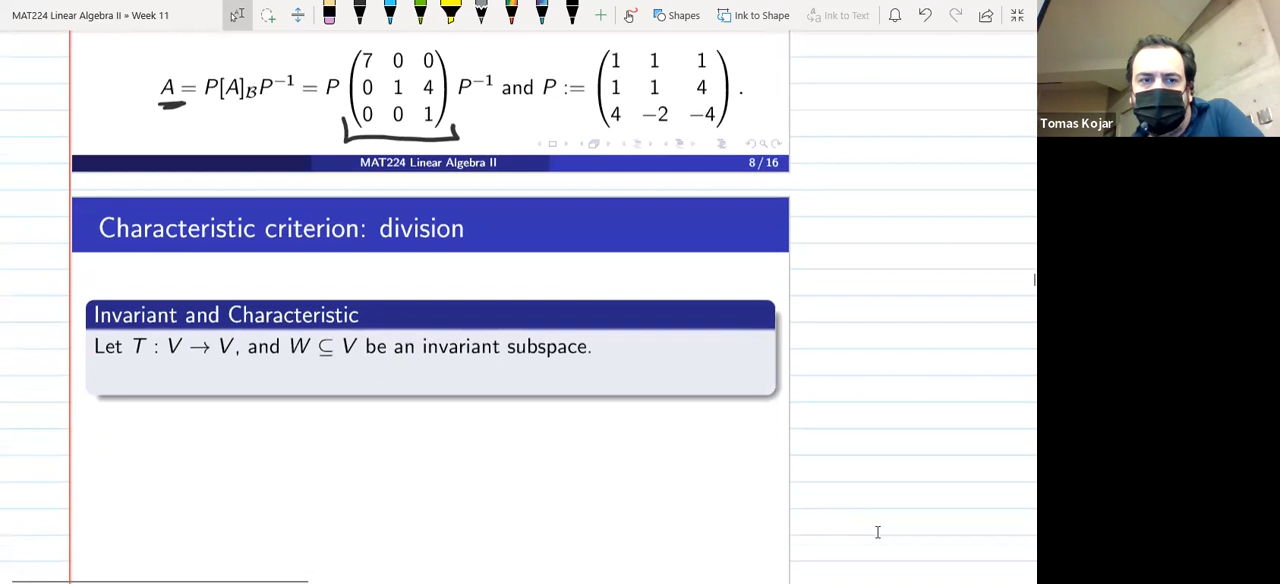 MAT224 Linear Algebra II » Week 11
Shapes
Ink to Shape
Ink to Text
A = P[A]_ℬP⁻¹ = P (7 0 0; 0 1 4; 0 0 1) P⁻¹ and P := (1 1 1; 1 1 4; 4 −2 −4) .
MAT224 Linear Algebra II
8 / 16
Characteristic criterion: division
Invariant and Characteristic
Let T : V → V, and W ⊆ V be an invariant subspace.
Tomas Kojar